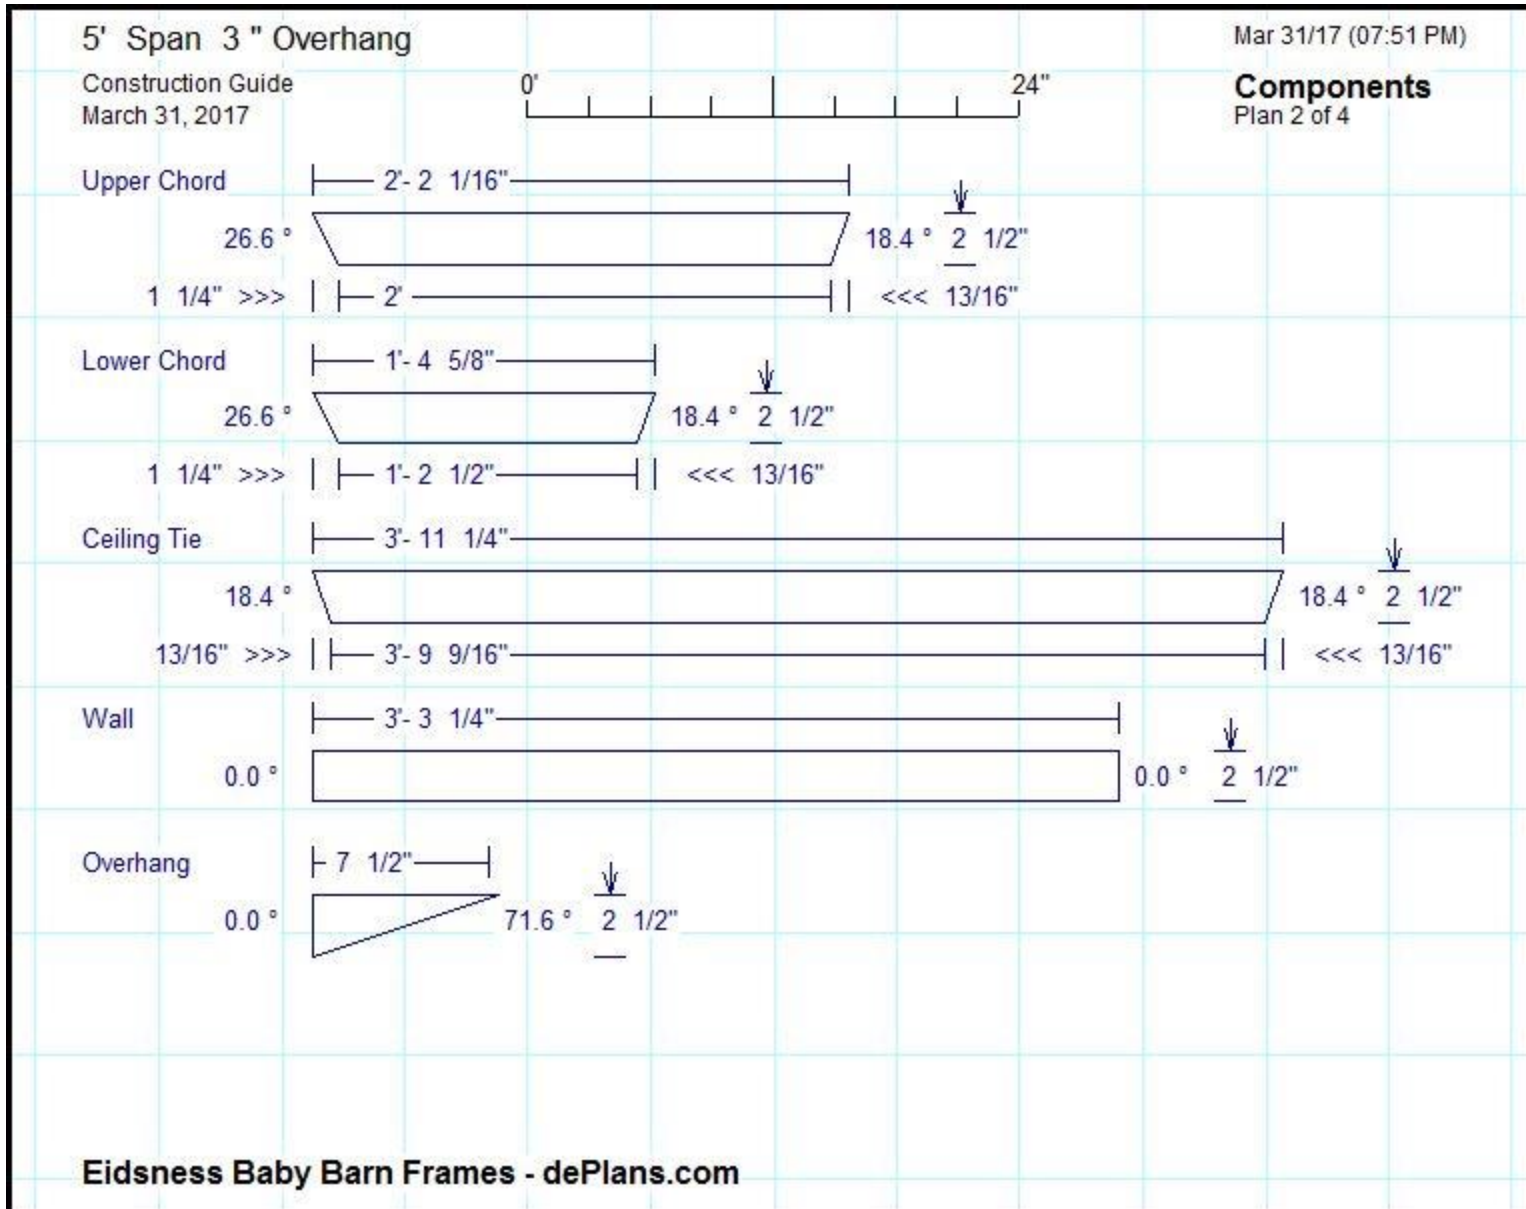 5' Span 3 " Overhang
Mar 31/17 (07:51 PM)
Construction Guide
0'
24"
Components
March 31, 2017
Plan 2 of 4
Upper Chord
2'- 2 1/16"
26.6 °
18.4 ° 2 1/2"
1 1/4" >>>
2'
<<< 13/16"
Lower Chord
1'- 4 5/8"
26.6 °
18.4 ° 2 1/2"
1 1/4" >>>
1'- 2 1/2"
<<< 13/16"
Ceiling Tie
3'- 11 1/4"
18.4 °
18.4 ° 2 1/2"
13/16" >>>
3'- 9 9/16"
<<< 13/16"
Wall
3'- 3 1/4"
0.0 °
0.0 ° 2 1/2"
Overhang
7 1/2"
0.0 °
71.6 ° 2 1/2"
Eidsness Baby Barn Frames - dePlans.com